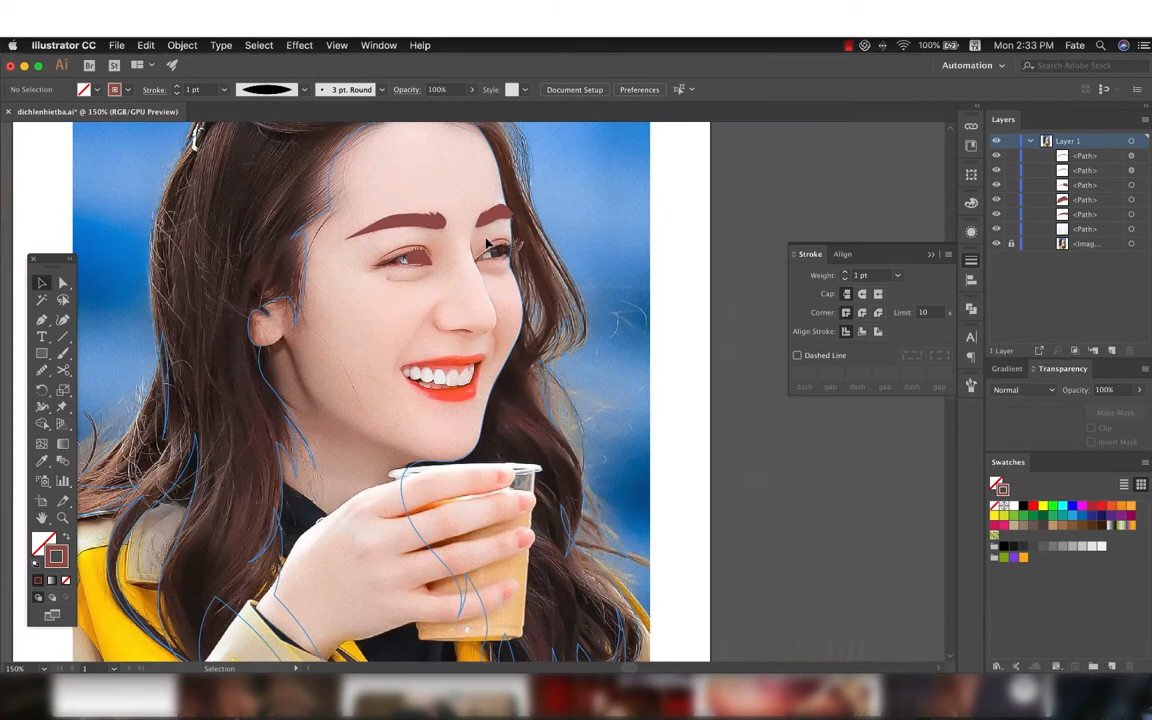 Illustrator CC File Edit Object Type Select Effect View Window Help 100% Mon 2:33 PM Fate
Ai Br St Automation Search Adobe Stock
No Selection Stroke: 1 pt 3 pt. Round Opacity: 100% Style: Document Setup Preferences
dichlenhietba.ai* @ 150% (RGB/GPU Preview)
Layers
Layer 1
<Path>
<Path>
<Path>
<Path>
<Path>
<Path>
<Imag...
Stroke Align
Weight: 1 pt
Cap:
Corner: Limit: 10 x
Align Stroke:
Dashed Line
dash gap dash gap dash gap
1 Layer
Gradient Transparency
Normal Opacity: 100%
Make Mask
Clip
Invert Mask
Swatches
150% 1 Selection